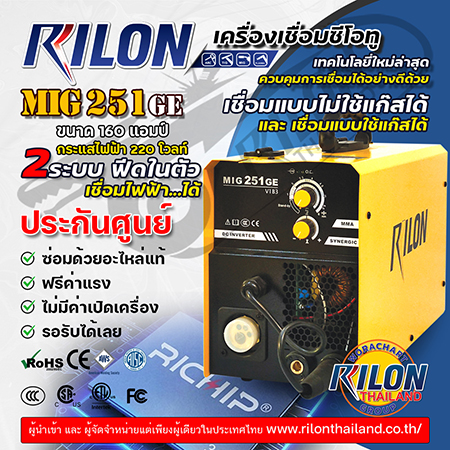 RILON
เครื่องเชื่อมซีโอทู
เทคโนโลยี่ใหม่ล่าสุด
ควบคุมการเชื่อมได้อย่างดีด้วย
MIG 251GE
ขนาด 160 แอมป์
กระแสไฟฟ้า 220 โวลท์
เชื่อมแบบไม่ใช้แก๊สได้
และ เชื่อมแบบใช้แก๊สได้
2 ระบบ ฟีดในตัว
เชื่อมไฟฟ้า...ได้
ประกันศูนย์
ซ่อมด้วยอะไหล่แท้
ฟรีค่าแรง
ไม่มีค่าเปิดเครื่อง
รอรับได้เลย
MIG 251GE
V183
MMA
SYNERGIC
DC INVERTER
RILON
RoHS CE
RICHIP
WORACHART
RILON
THAILAND
GROUP
ผู้นำเข้า และ ผู้จัดจำหน่ายแต่เพียงผู้เดียวในประเทศไทย www.rilonthailand.co.th/